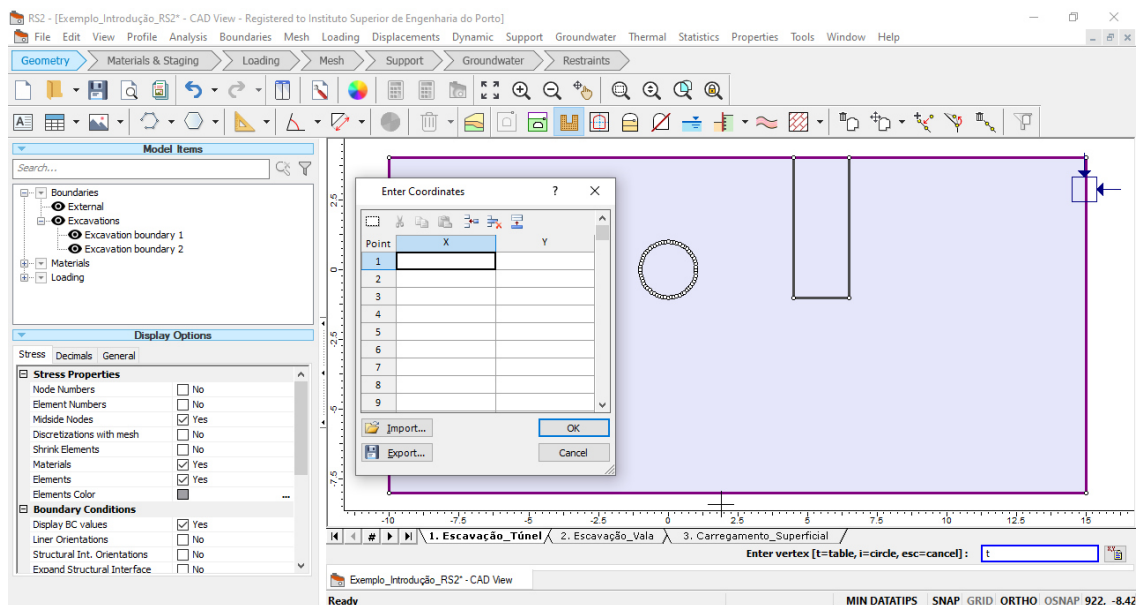 RS2 - [Exemplo_Introdução_RS2* - CAD View - Registered to Instituto Superior de Engenharia do Porto]
File Edit View Profile Analysis Boundaries Mesh Loading Displacements Dynamic Support Groundwater Thermal Statistics Properties Tools Window Help
Geometry Materials & Staging Loading Mesh Support Groundwater Restraints
Model Items
Search...
Boundaries
External
Excavations
Excavation boundary 1
Excavation boundary 2
Materials
Loading
Display Options
Stress Decimals General
Stress Properties
Node Numbers No
Element Numbers No
Midside Nodes Yes
Discretizations with mesh No
Shrink Elements No
Materials Yes
Elements Yes
Elements Color ...
Boundary Conditions
Display BC values Yes
Liner Orientations No
Structural Int. Orientations No
Expand Structural Interface No
Enter Coordinates ? X
Point X Y
1
2
3
4
5
6
7
8
9
Import... OK
Export... Cancel
2.5
0
-2.5
-5
-7.5
-10 -7.5 -5 -2.5 0 2.5 5 7.5 10 12.5 15
# 1. Escavação_Túnel 2. Escavação_Vala 3. Carregamento_Superficial
Enter vertex [t=table, i=circle, esc=cancel] : t
Exemplo_Introdução_RS2* - CAD View
Ready MIN DATATIPS SNAP GRID ORTHO OSNAP 922, -8.42